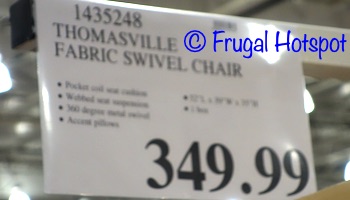 1435248
THOMASVILLE
FABRIC SWIVEL CHAIR
© Frugal Hotspot
• Pocket coil seat cushion
• Webbed seat suspension
• 360 degree metal swivel
• Accent pillows
• 1 box
349.99